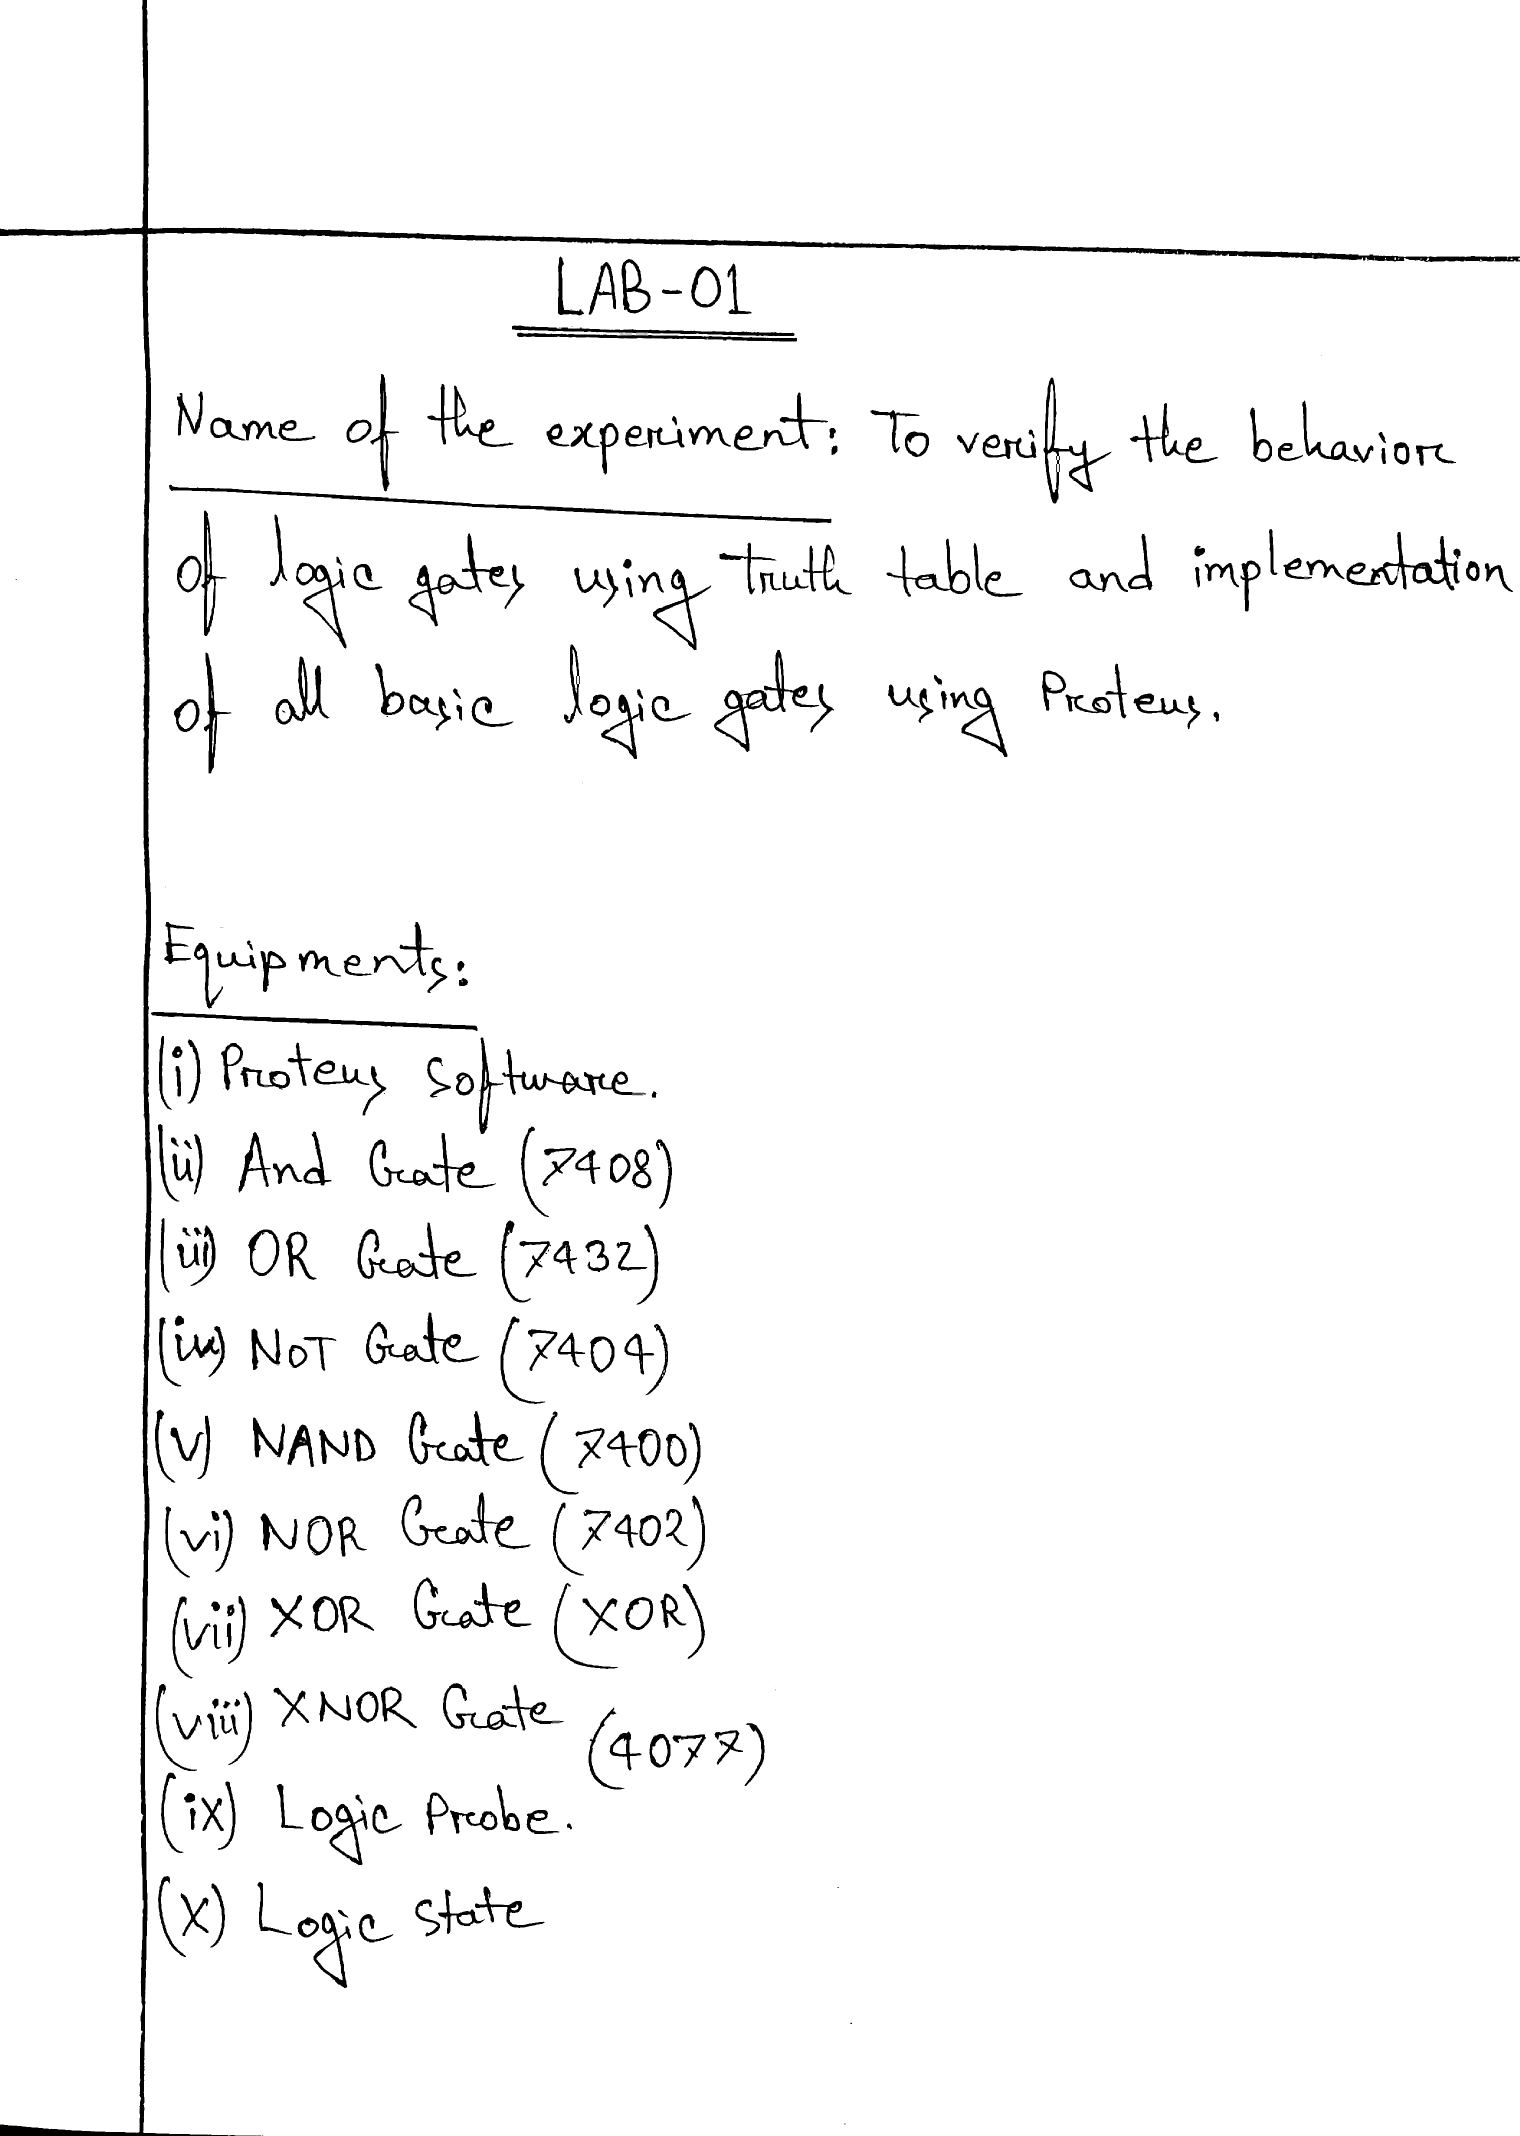 LAB-01
Name of the experiment: To verify the behavior
of logic gates using truth table and implementation
of all basic logic gates using Proteus.
Equipments:
(i) Proteus Software.
(ii) And Gate (7408)
(iii) OR Gate (7432)
(iv) NOT Gate (7404)
(v) NAND Gate (7400)
(vi) NOR Gate (7402)
(vii) XOR Gate (XOR)
(viii) XNOR Gate (4077)
(ix) Logic Probe.
(X) Logic state